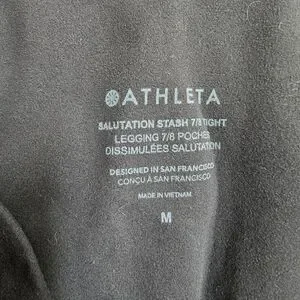 ATHLETA
SALUTATION STASH 7/8 TIGHT
LEGGING 7/8 POCHES
DISSIMULÉES SALUTATION
DESIGNED IN SAN FRANCISCO
CONÇU À SAN FRANCISCO
MADE IN VIETNAM
M